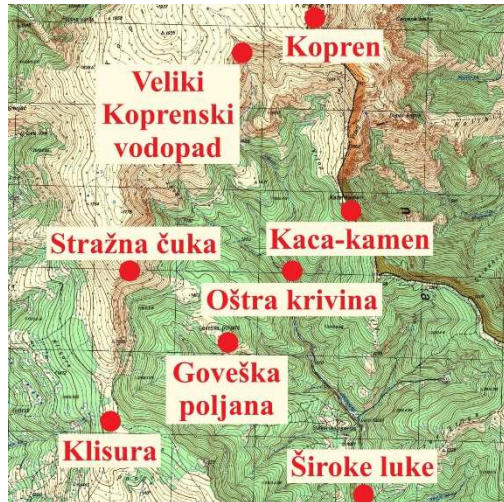 Kopren
Veliki
Koprenski
vodopad
Kaca-kamen
Stražna čuka
Oštra krivina
Goveška
poljana
Klisura
Široke luke